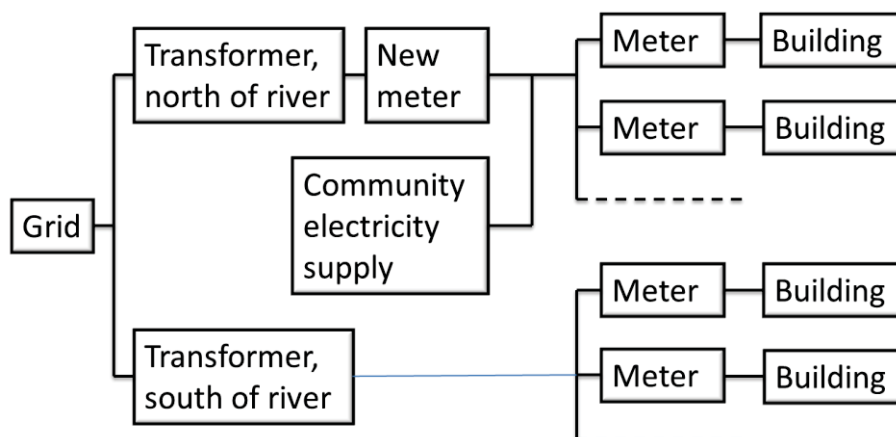 Transformer,
north of river
New
meter
Meter
Building
Meter
Building
Community
electricity
supply
Grid
Meter
Building
Transformer,
south of river
Meter
Building